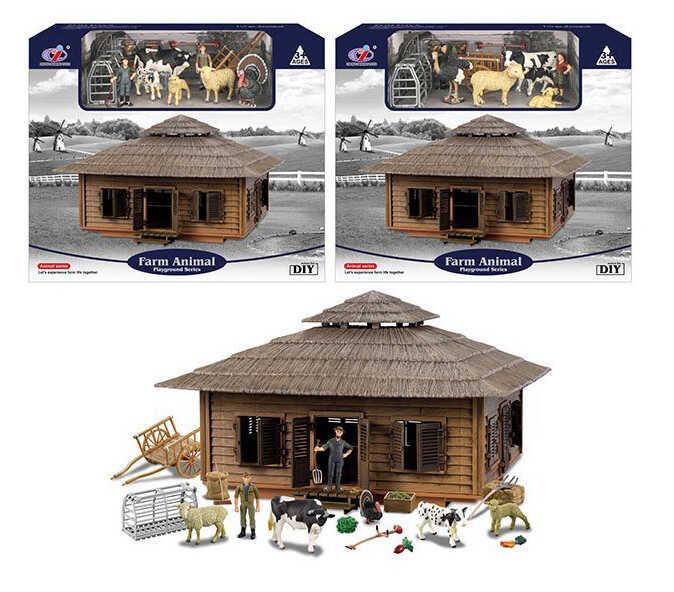 3+
AGES
Farm Animal
Playground Series
Animal series
Let's experience farm life together
DIY
3+
AGES
Farm Animal
Playground Series
Animal series
Let's experience farm life together
DIY